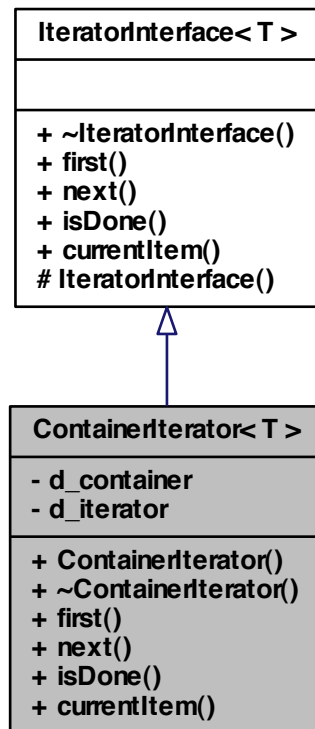 IteratorInterface< T >
+ ~IteratorInterface()
+ first()
+ next()
+ isDone()
+ currentItem()
# IteratorInterface()
ContainerIterator< T >
- d_container
- d_iterator
+ ContainerIterator()
+ ~ContainerIterator()
+ first()
+ next()
+ isDone()
+ currentItem()